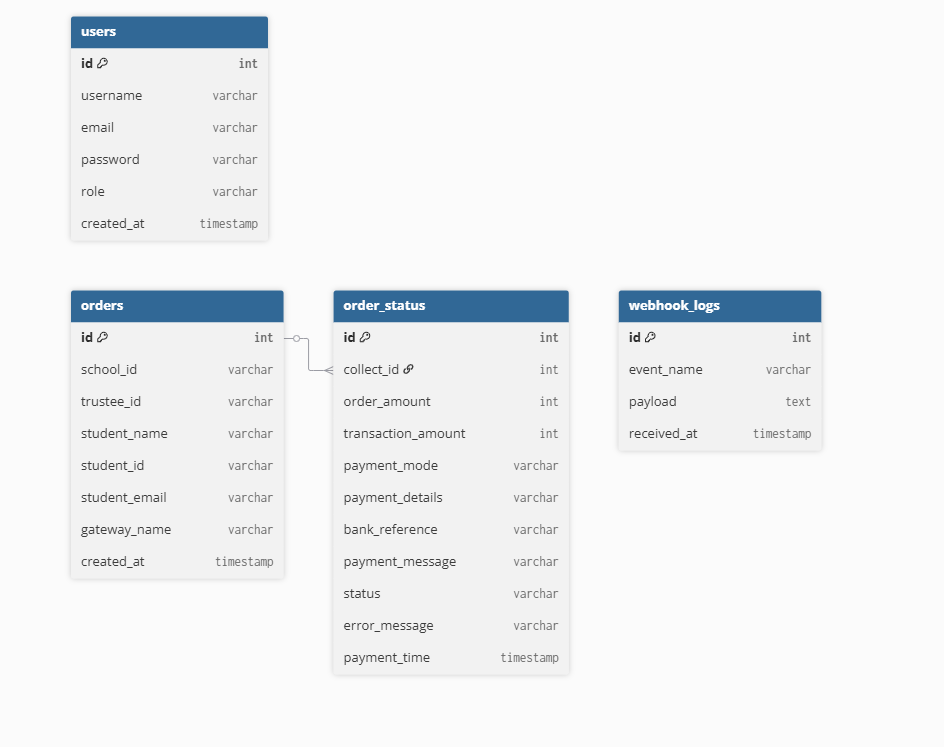 users
id int
username varchar
email varchar
password varchar
role varchar
created_at timestamp
orders
id int
school_id varchar
trustee_id varchar
student_name varchar
student_id varchar
student_email varchar
gateway_name varchar
created_at timestamp
order_status
id int
collect_id int
order_amount int
transaction_amount int
payment_mode varchar
payment_details varchar
bank_reference varchar
payment_message varchar
status varchar
error_message varchar
payment_time timestamp
webhook_logs
id int
event_name varchar
payload text
received_at timestamp